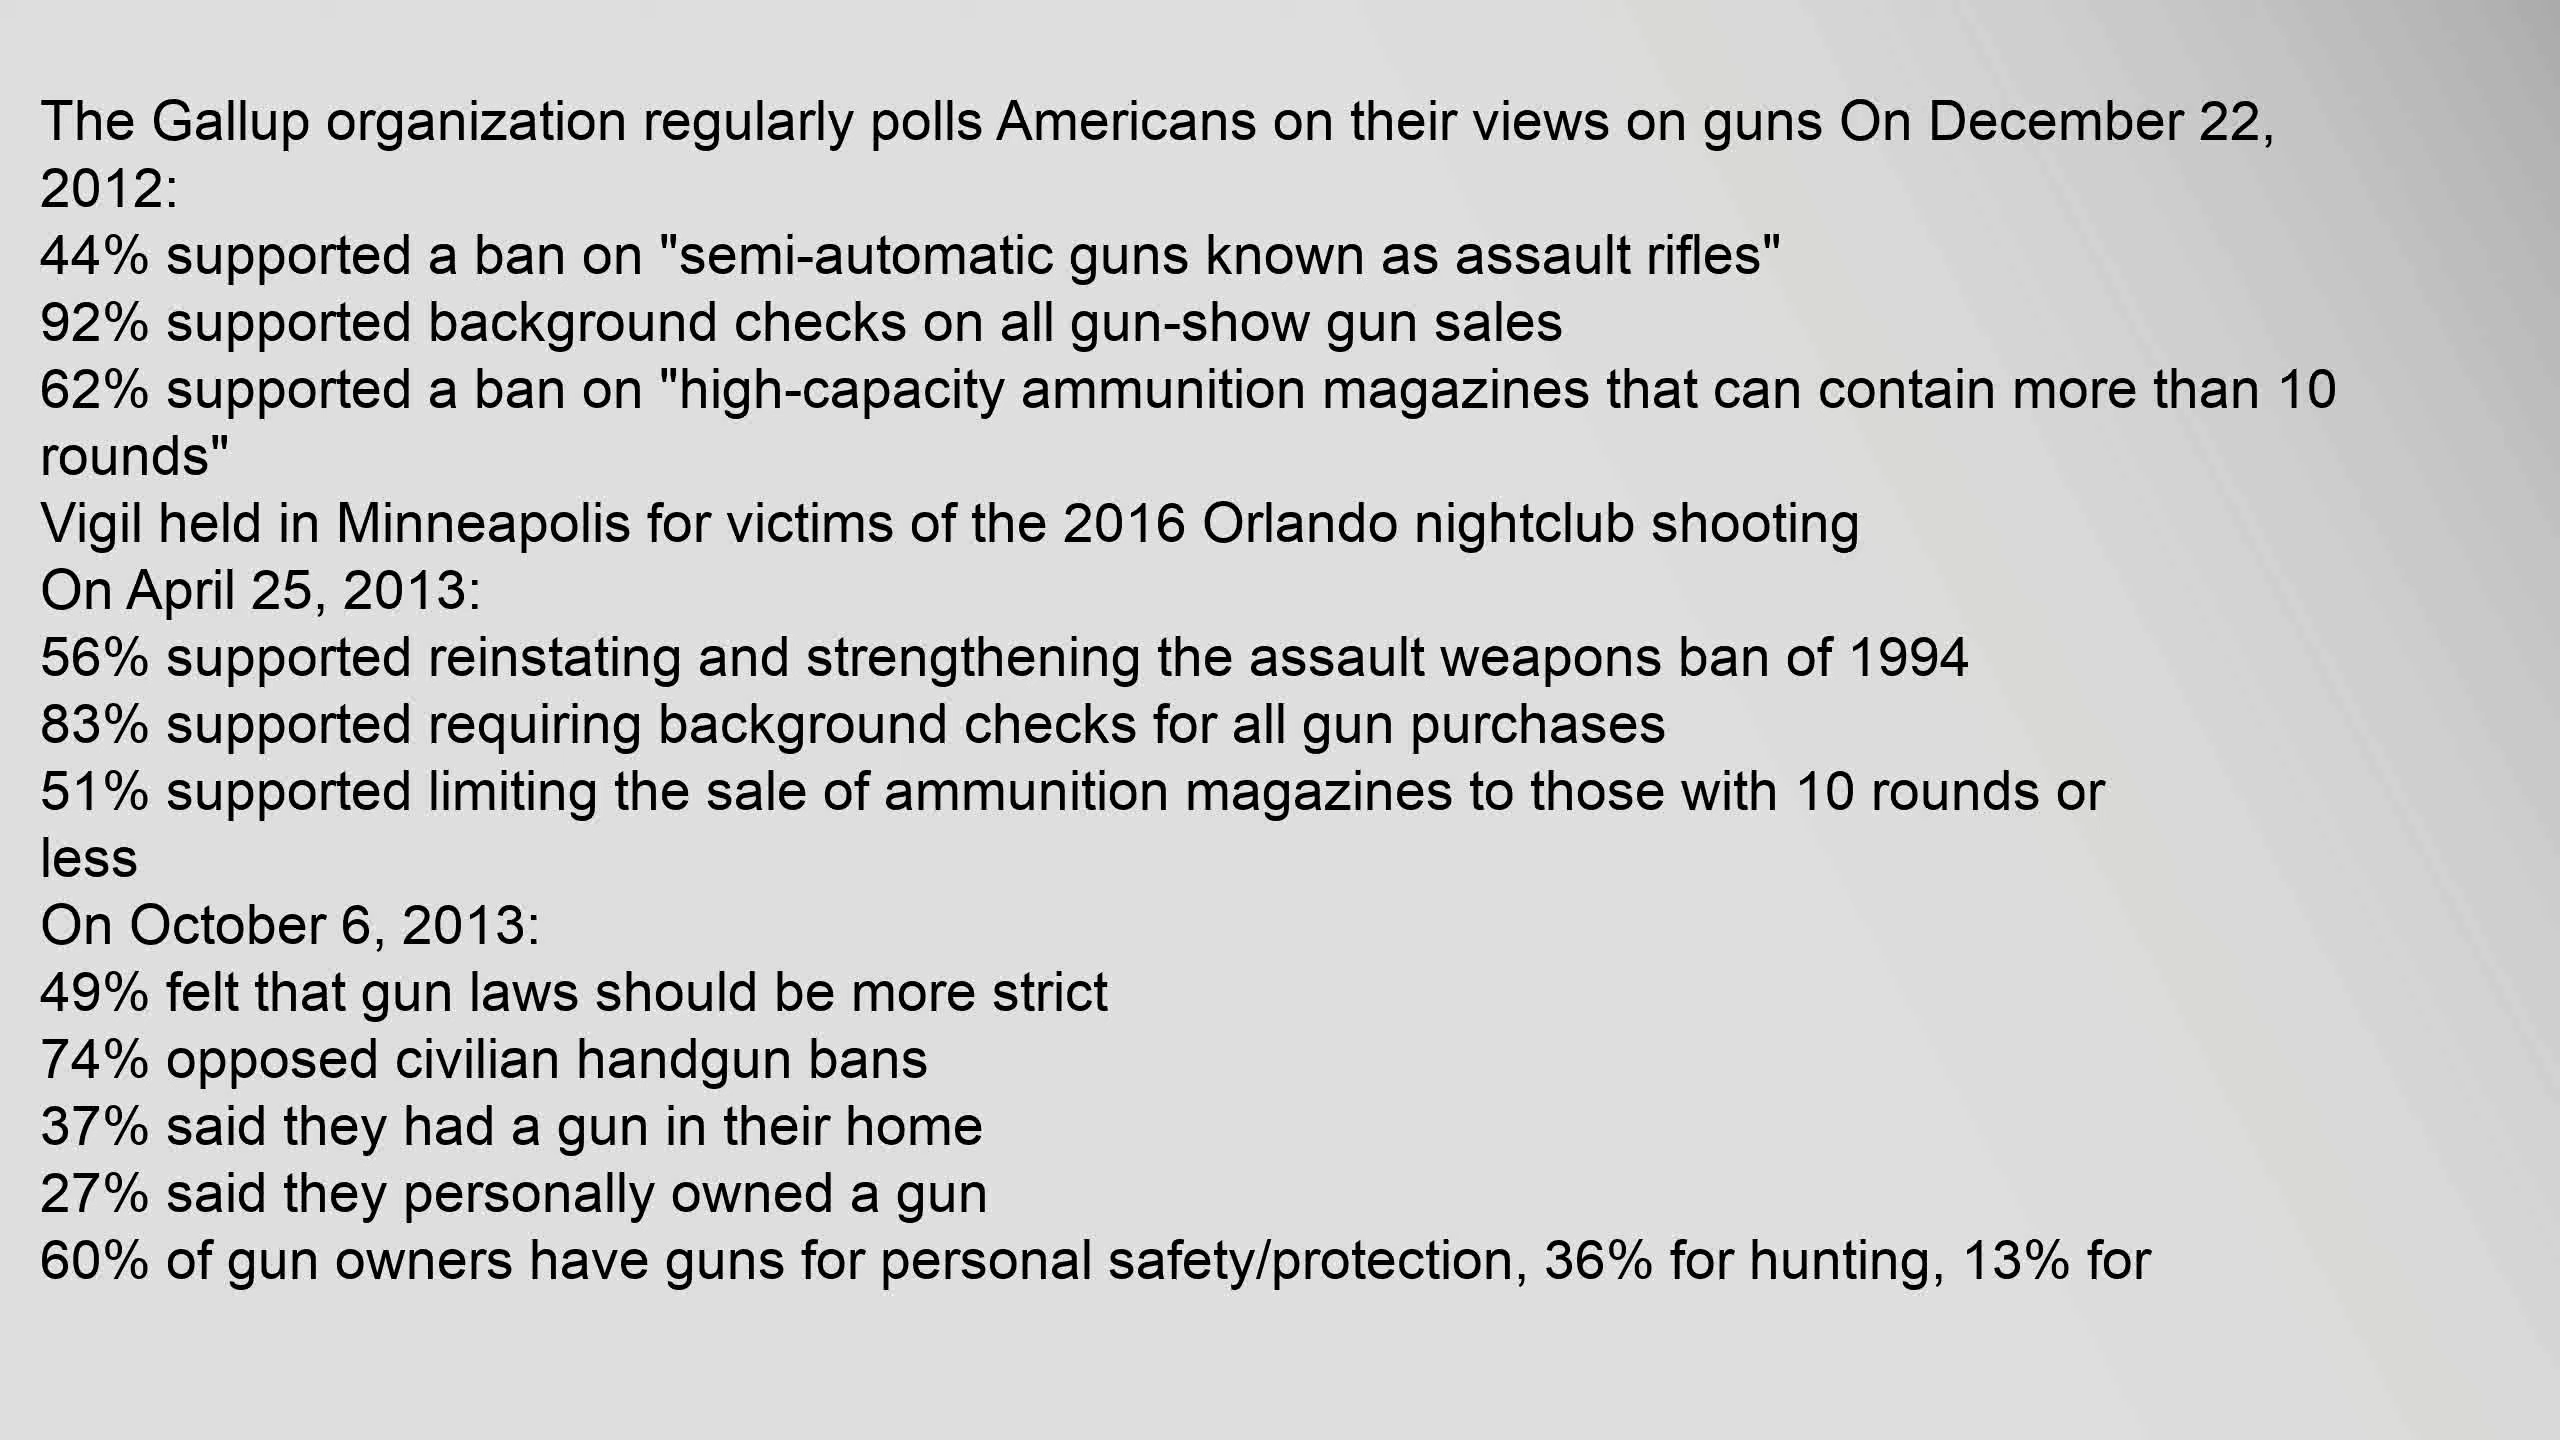 The Gallup organization regularly polls Americans on their views on guns On December 22,
2012:
44% supported a ban on "semi-automatic guns known as assault rifles"
92% supported background checks on all gun-show gun sales
62% supported a ban on "high-capacity ammunition magazines that can contain more than 10
rounds"
Vigil held in Minneapolis for victims of the 2016 Orlando nightclub shooting
On April 25, 2013:
56% supported reinstating and strengthening the assault weapons ban of 1994
83% supported requiring background checks for all gun purchases
51% supported limiting the sale of ammunition magazines to those with 10 rounds or
less
On October 6, 2013:
49% felt that gun laws should be more strict
74% opposed civilian handgun bans
37% said they had a gun in their home
27% said they personally owned a gun
60% of gun owners have guns for personal safety/protection, 36% for hunting, 13% for